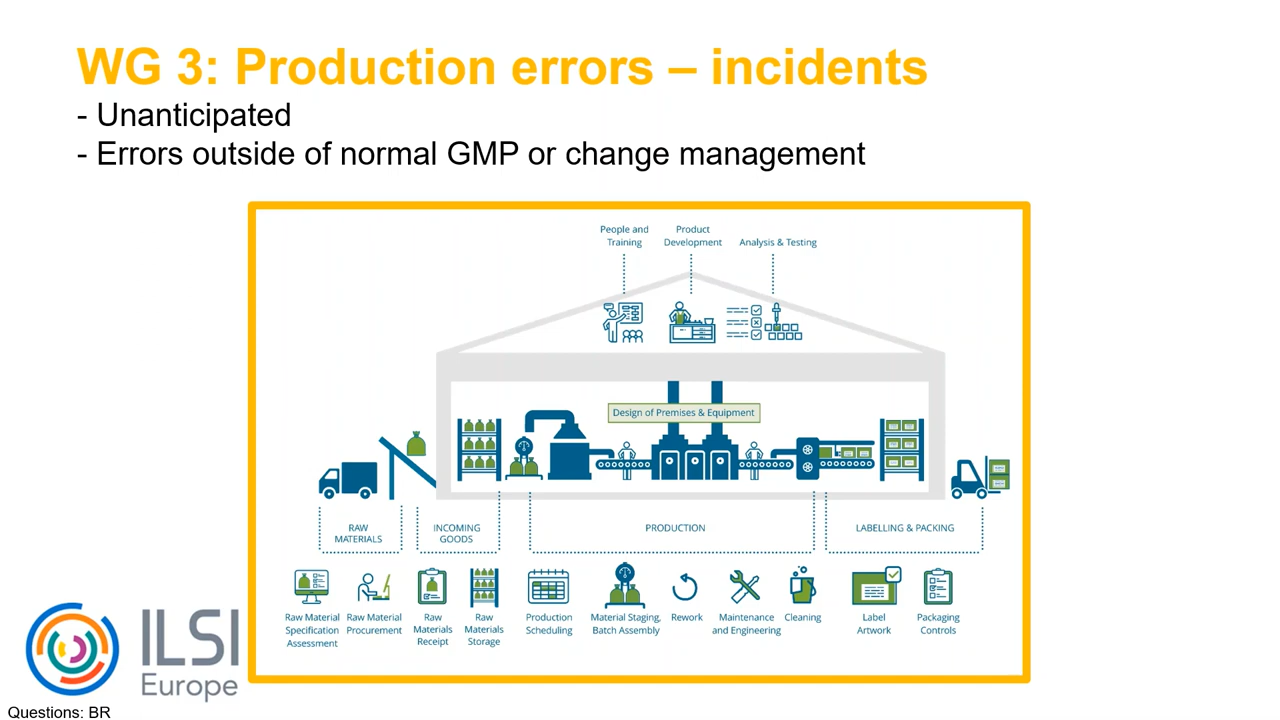 WG 3: Production errors – incidents
- Unanticipated
- Errors outside of normal GMP or change management
People and
Training
Product
Development
Analysis & Testing
Design of Premises & Equipment
RAW
MATERIALS
INCOMING
GOODS
PRODUCTION
LABELLING & PACKING
Raw Material
Specification
Assessment
Raw Material
Procurement
Raw
Materials
Receipt
Raw
Materials
Storage
Production
Scheduling
Material Staging,
Batch Assembly
Rework
Maintenance
and Engineering
Cleaning
Label
Artwork
Packaging
Controls
ILSI
Europe
Questions: BR